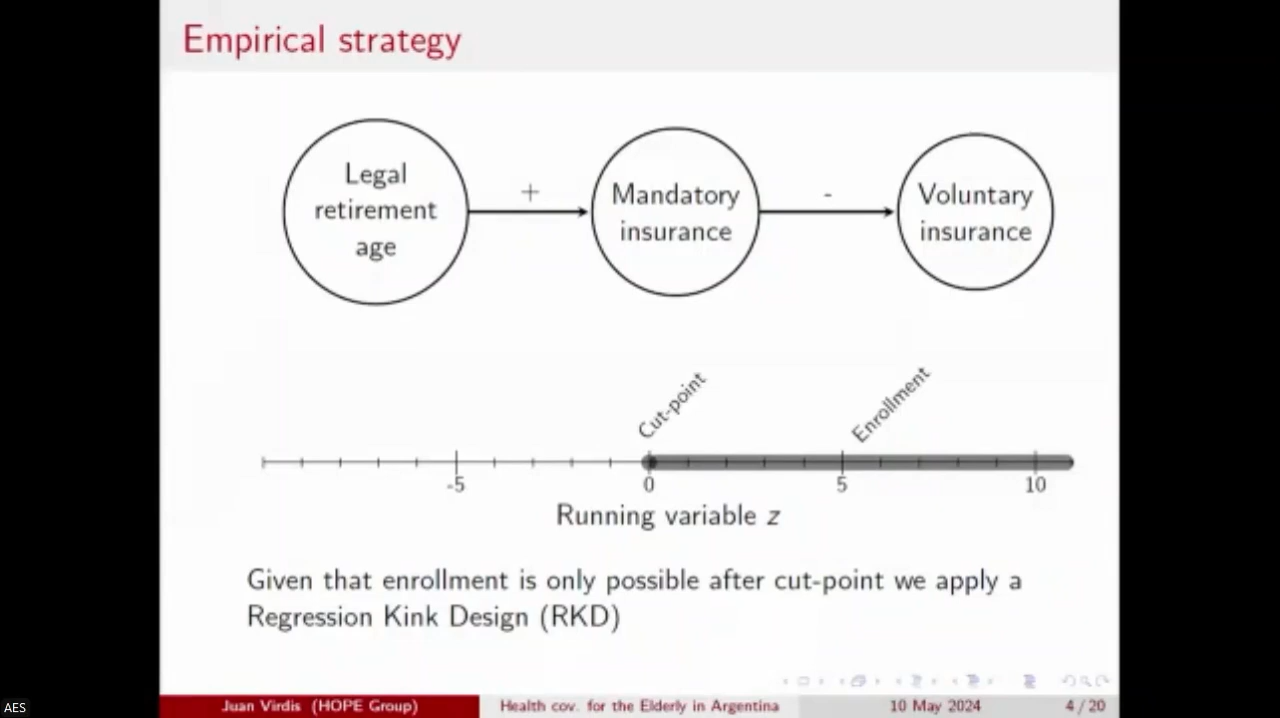 Empirical strategy
Legal
retirement
age
+
Mandatory
insurance
-
Voluntary
insurance
Cut-point
Enrollment
-5
0
5
10
Running variable z
Given that enrollment is only possible after cut-point we apply a
Regression Kink Design (RKD)
AES
Juan Virdis (HOPE Group)
Health cov. for the Elderly in Argentina
10 May 2024
4 / 20